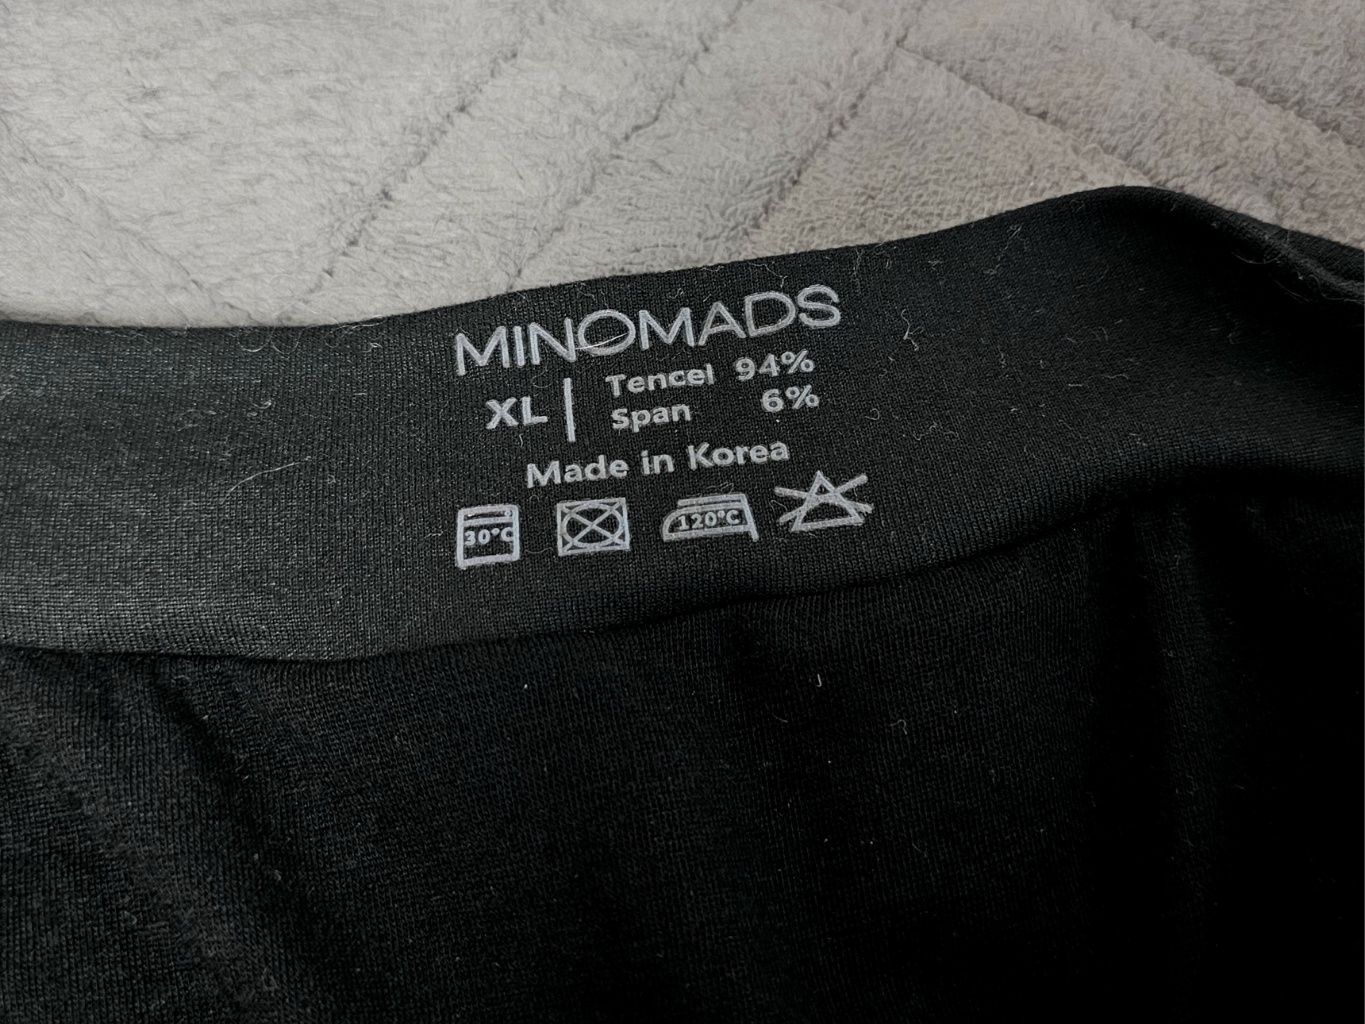 MINOMADS
XL
Tencel 94%
Span 6%
Made in Korea
30°C 120°C